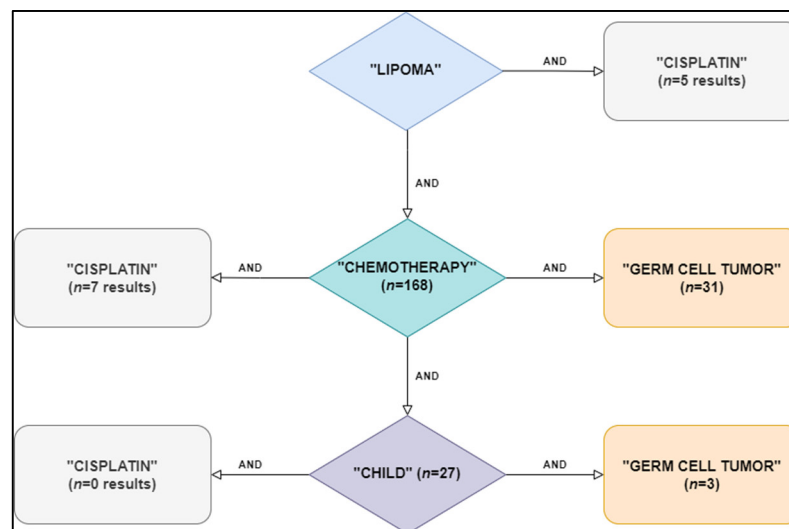 "LIPOMA"
AND
"CISPLATIN"
(n=5 results)
AND
"CISPLATIN"
(n=7 results)
AND
"CHEMOTHERAPY"
(n=168)
AND
"GERM CELL TUMOR"
(n=31)
AND
"CISPLATIN"
(n=0 results)
AND
"CHILD" (n=27)
AND
"GERM CELL TUMOR"
(n=3)